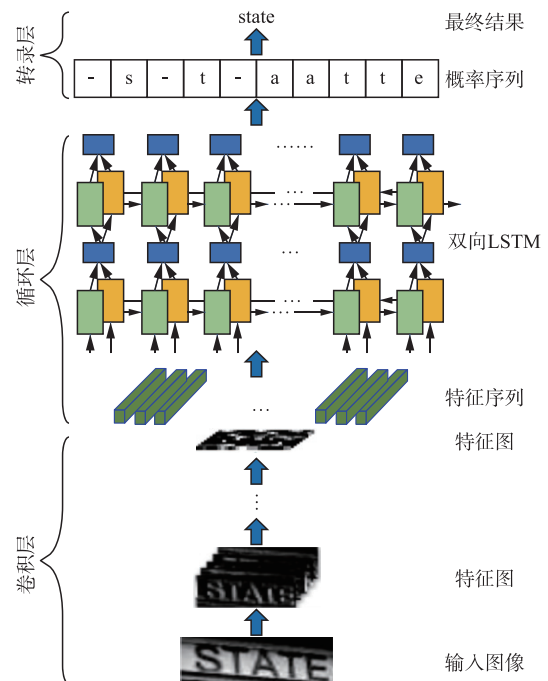 state
最终结果
转录层
- s - t - a a t t e
概率序列
……
…
…
双向LSTM
循环层
…
…
…
特征序列
…
特征图
⋮
卷积层
STATE
特征图
STATE
输入图像